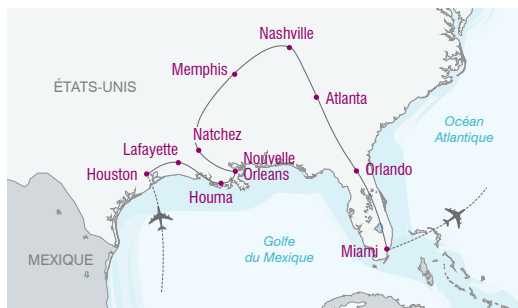 Nashville
Memphis
ÉTATS-UNIS
Atlanta
Océan
Atlantique
Natchez
Lafayette
Nouvelle
Orleans
Houston
Orlando
Houma
Golfe
du Mexique
Miami
MEXIQUE